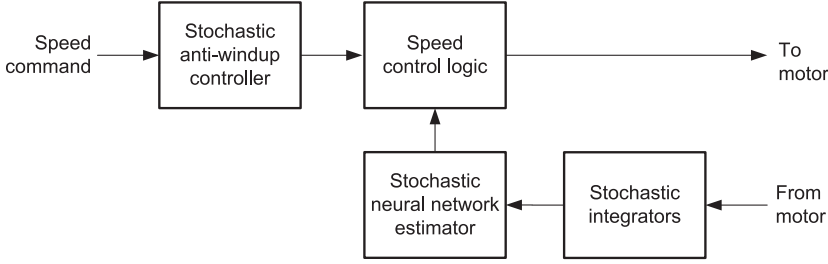 Speed
command
Stochastic
anti-windup
controller
Speed
control logic
To
motor
Stochastic
neural network
estimator
Stochastic
integrators
From
motor